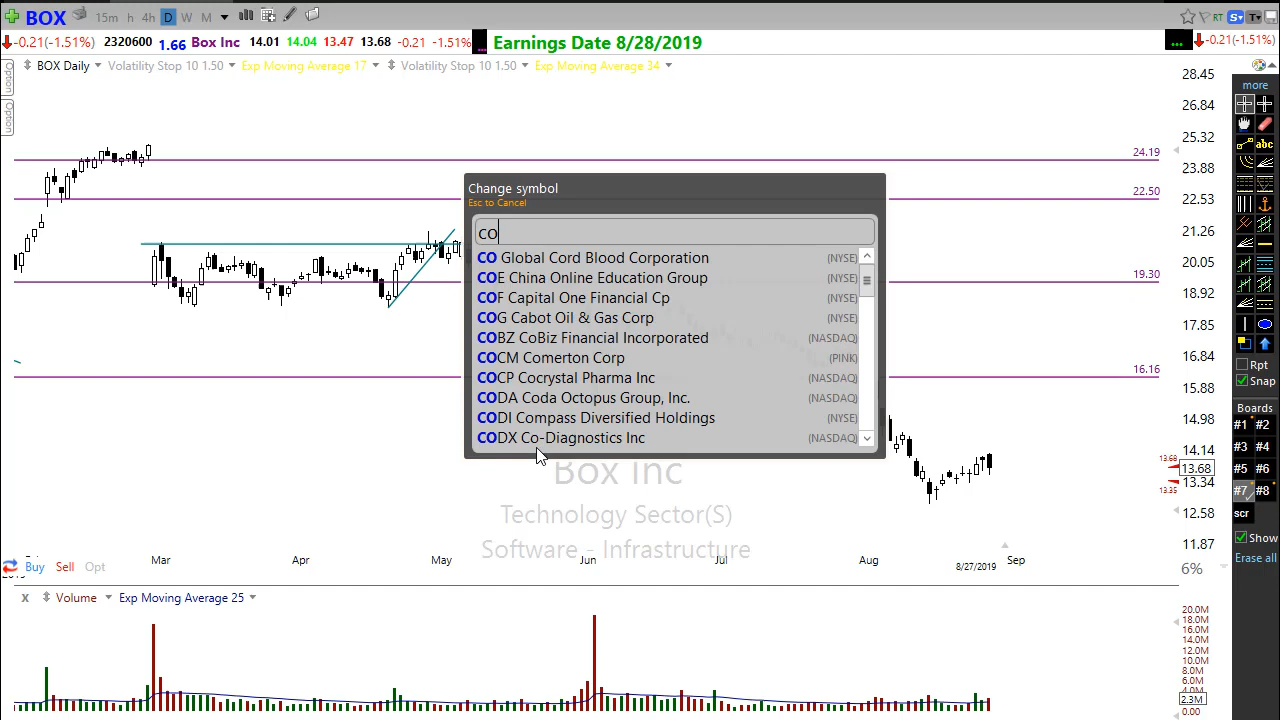 BOX 15m h 4h D W M RT S T
-0.21(-1.51%) 2320600 1.66 Box Inc 14.01 14.04 13.47 13.68 -0.21 -1.51% Earnings Date 8/28/2019 ... -0.21(-1.51%)
BOX Daily Volatility Stop 10 1.50 Exp Moving Average 17 Volatility Stop 10 1.50 Exp Moving Average 34
Option
Option
28.45
26.84
25.32
23.88
22.53
21.26
20.05
18.92
17.85
16.84
15.88
14.98
14.14
13.68
13.34
12.58
11.87
24.19
22.50
19.30
16.16
13.68
13.35
Change symbol
Esc to Cancel
CO
CO Global Cord Blood Corporation (NYSE)
COE China Online Education Group (NYSE)
COF Capital One Financial Cp (NYSE)
COG Cabot Oil & Gas Corp (NYSE)
COBZ CoBiz Financial Incorporated (NASDAQ)
COCM Comerton Corp (PINK)
COCP Cocrystal Pharma Inc (NASDAQ)
CODA Coda Octopus Group, Inc. (NASDAQ)
CODI Compass Diversified Holdings (NYSE)
CODX Co-Diagnostics Inc (NASDAQ)
Box Inc
Technology Sector(S)
Software - Infrastructure
Mar Apr May Jun Jul Aug 8/27/2019 Sep
Buy Sell Opt 6%
x Volume Exp Moving Average 25
20.0M
18.0M
16.0M
14.0M
12.0M
10.0M
8.0M
6.0M
4.0M
2.3M
0.00
more
abc
Rpt
Snap
Boards
#1 #2
#3 #4
#5 #6
#7 #8
scr
Show
Erase all